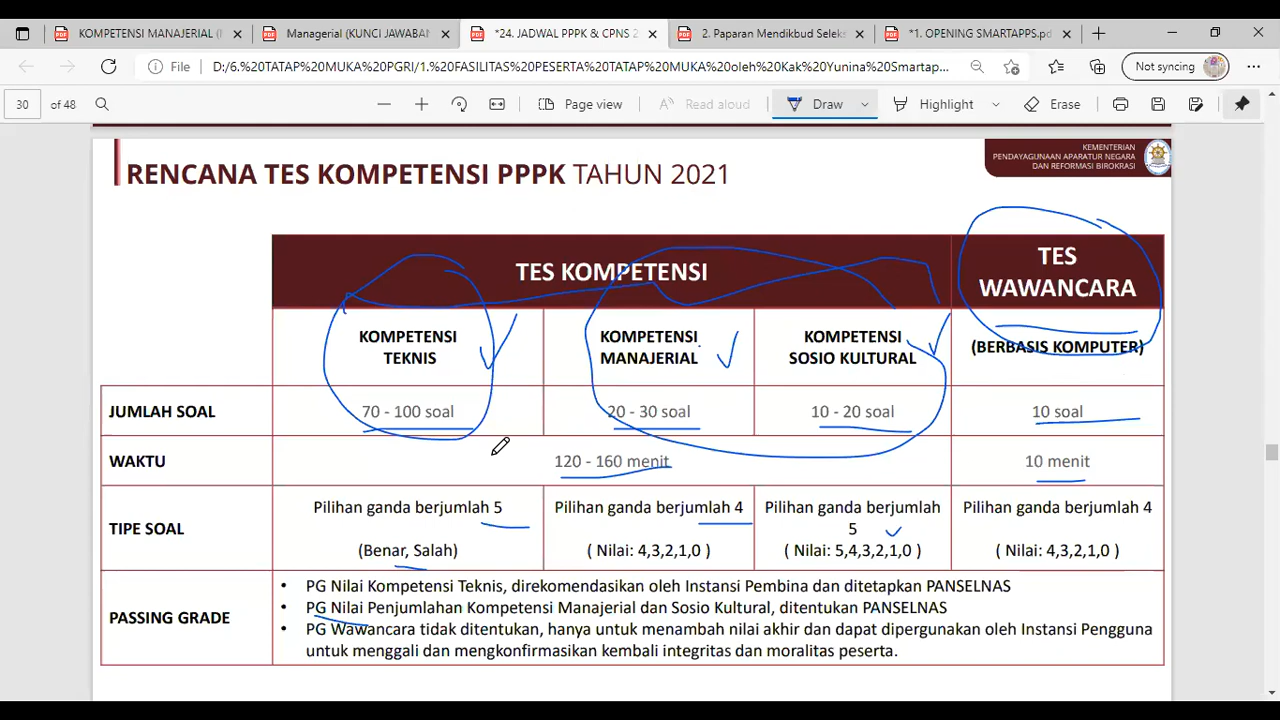 KOMPETENSI MANAJERIAL (I
Managerial (KUNCI JAWABAN
*24. JADWAL PPPK & CPNS 2
2. Paparan Mendikbud Seleks
*1. OPENING SMARTAPPS.pd
File
D:/6.%20TATAP%20MUKA%20PGRI/1.%20FASILITAS%20PESERTA%20TATAP%20MUKA%20oleh%20Kak%20Yunina%20Smartap...
Not syncing
30 of 48
Page view
Read aloud
Draw
Highlight
Erase
RENCANA TES KOMPETENSI PPPK TAHUN 2021
KEMENTERIAN
PENDAYAGUNAAN APARATUR NEGARA
DAN REFORMASI BIROKRASI
TES KOMPETENSI
TES
WAWANCARA
KOMPETENSI
TEKNIS
KOMPETENSI
MANAJERIAL
KOMPETENSI
SOSIO KULTURAL
(BERBASIS KOMPUTER)
JUMLAH SOAL
70 - 100 soal
20 - 30 soal
10 - 20 soal
10 soal
WAKTU
120 - 160 menit
10 menit
TIPE SOAL
Pilihan ganda berjumlah 5
(Benar, Salah)
Pilihan ganda berjumlah 4
( Nilai: 4,3,2,1,0 )
Pilihan ganda berjumlah
5
( Nilai: 5,4,3,2,1,0 )
Pilihan ganda berjumlah 4
( Nilai: 4,3,2,1,0 )
PASSING GRADE
• PG Nilai Kompetensi Teknis, direkomendasikan oleh Instansi Pembina dan ditetapkan PANSELNAS
• PG Nilai Penjumlahan Kompetensi Manajerial dan Sosio Kultural, ditentukan PANSELNAS
• PG Wawancara tidak ditentukan, hanya untuk menambah nilai akhir dan dapat dipergunakan oleh Instansi Pengguna
untuk menggali dan mengkonfirmasikan kembali integritas dan moralitas peserta.